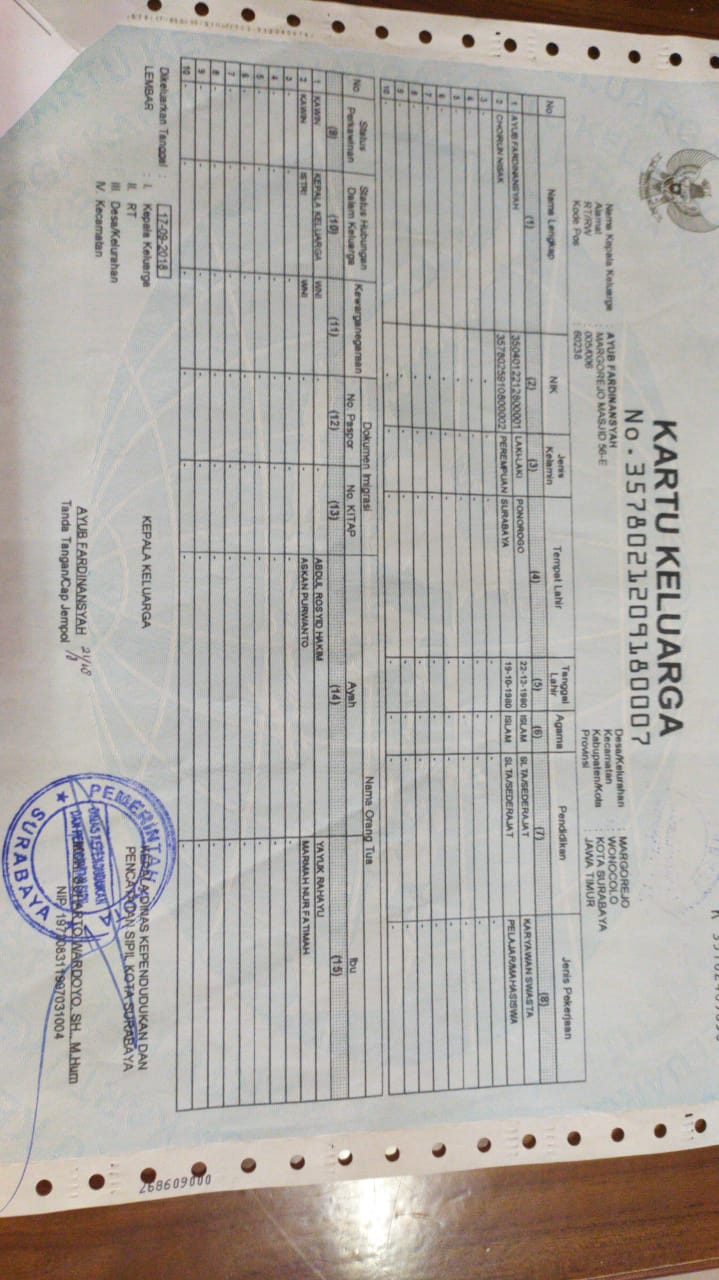 KARTU KELUARGA
No.3578021209180007
Nama Kepala Keluarga : AYUB FARDINANSYAH
Alamat : MARGOREJO MASJID 56-E
RT/RW : 005/006
Kode Pos : 60238
Desa/Kelurahan : MARGOREJO
Kecamatan : WONOCOLO
Kabupaten/Kota : KOTA SURABAYA
Provinsi : JAWA TIMUR
No Nama Lengkap NIK Jenis Kelamin Tempat Lahir Tanggal Lahir Agama Pendidikan Jenis Pekerjaan
(1) (2) (3) (4) (5) (6) (7) (8)
1 AYUB FARDINANSYAH 3504012212800001 LAKI-LAKI PONOROGO 22-12-1980 ISLAM SLTA/SEDERAJAT KARYAWAN SWASTA
2 CHOIRUN NISAK 3578025910800002 PEREMPUAN SURABAYA 19-10-1980 ISLAM SLTA/SEDERAJAT PELAJAR/MAHASISWA
3 - - - - - - - -
4 - - - - - - - -
5 - - - - - - - -
6 - - - - - - - -
7 - - - - - - - -
8 - - - - - - - -
9 - - - - - - - -
10 - - - - - - - -
No Status Perkawinan Status Hubungan Dalam Keluarga Kewarganegaraan Dokumen Imigrasi Nama Orang Tua
No. Paspor No. KITAP Ayah Ibu
(9) (10) (11) (12) (13) (14) (15)
1 KAWIN KEPALA KELUARGA WNI - - ABDUL ROSYID HAKIM YAYUK RAHAYU
2 KAWIN ISTRI WNI - - ASKAN PURWANTO MARMAH NUR FATIMAH
3 - - - - - - -
4 - - - - - - -
5 - - - - - - -
6 - - - - - - -
7 - - - - - - -
8 - - - - - - -
9 - - - - - - -
10 - - - - - - -
Dikeluarkan Tanggal : 17-09-2018
LEMBAR : I. Kepala Keluarga
II. RT
III. Desa/Kelurahan
IV. Kecamatan
KEPALA KELUARGA
AYUB FARDINANSYAH
Tanda Tangan/Cap Jempol
KEPALA DINAS KEPENDUDUKAN DAN
PENCATATAN SIPIL KOTA SURABAYA
SUHARTO WARDOYO, SH., M.Hum
NIP. 197208311997031004
PEMERINTAH KOTA
DINAS KEPENDUDUKAN
DAN PENCATATAN SIPIL
SURABAYA